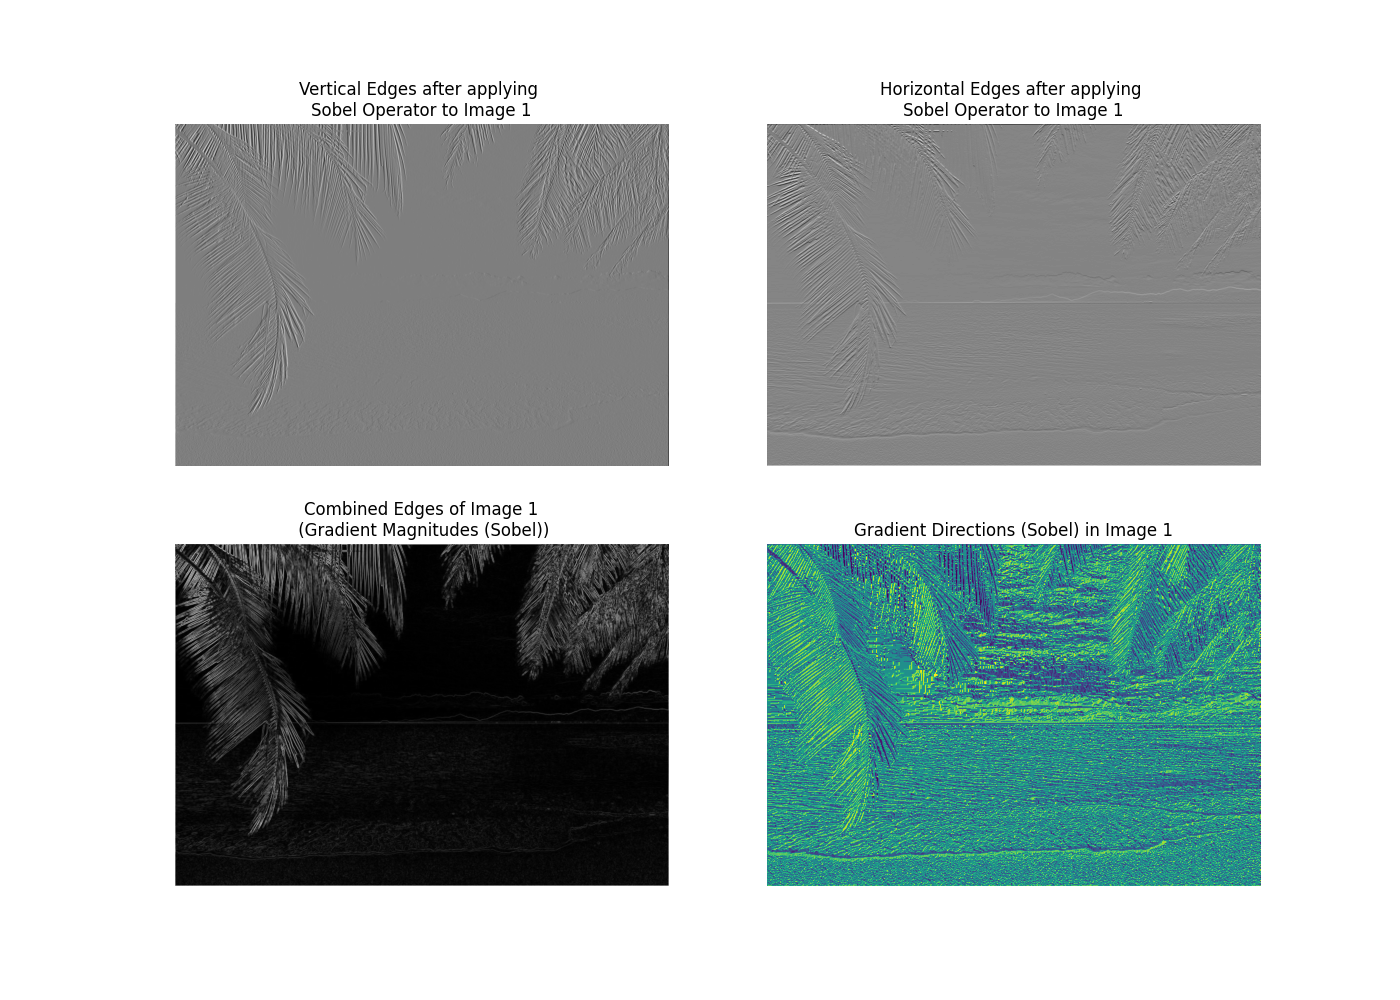 Vertical Edges after applying
Sobel Operator to Image 1
Horizontal Edges after applying
Sobel Operator to Image 1
Combined Edges of Image 1
(Gradient Magnitudes (Sobel))
Gradient Directions (Sobel) in Image 1